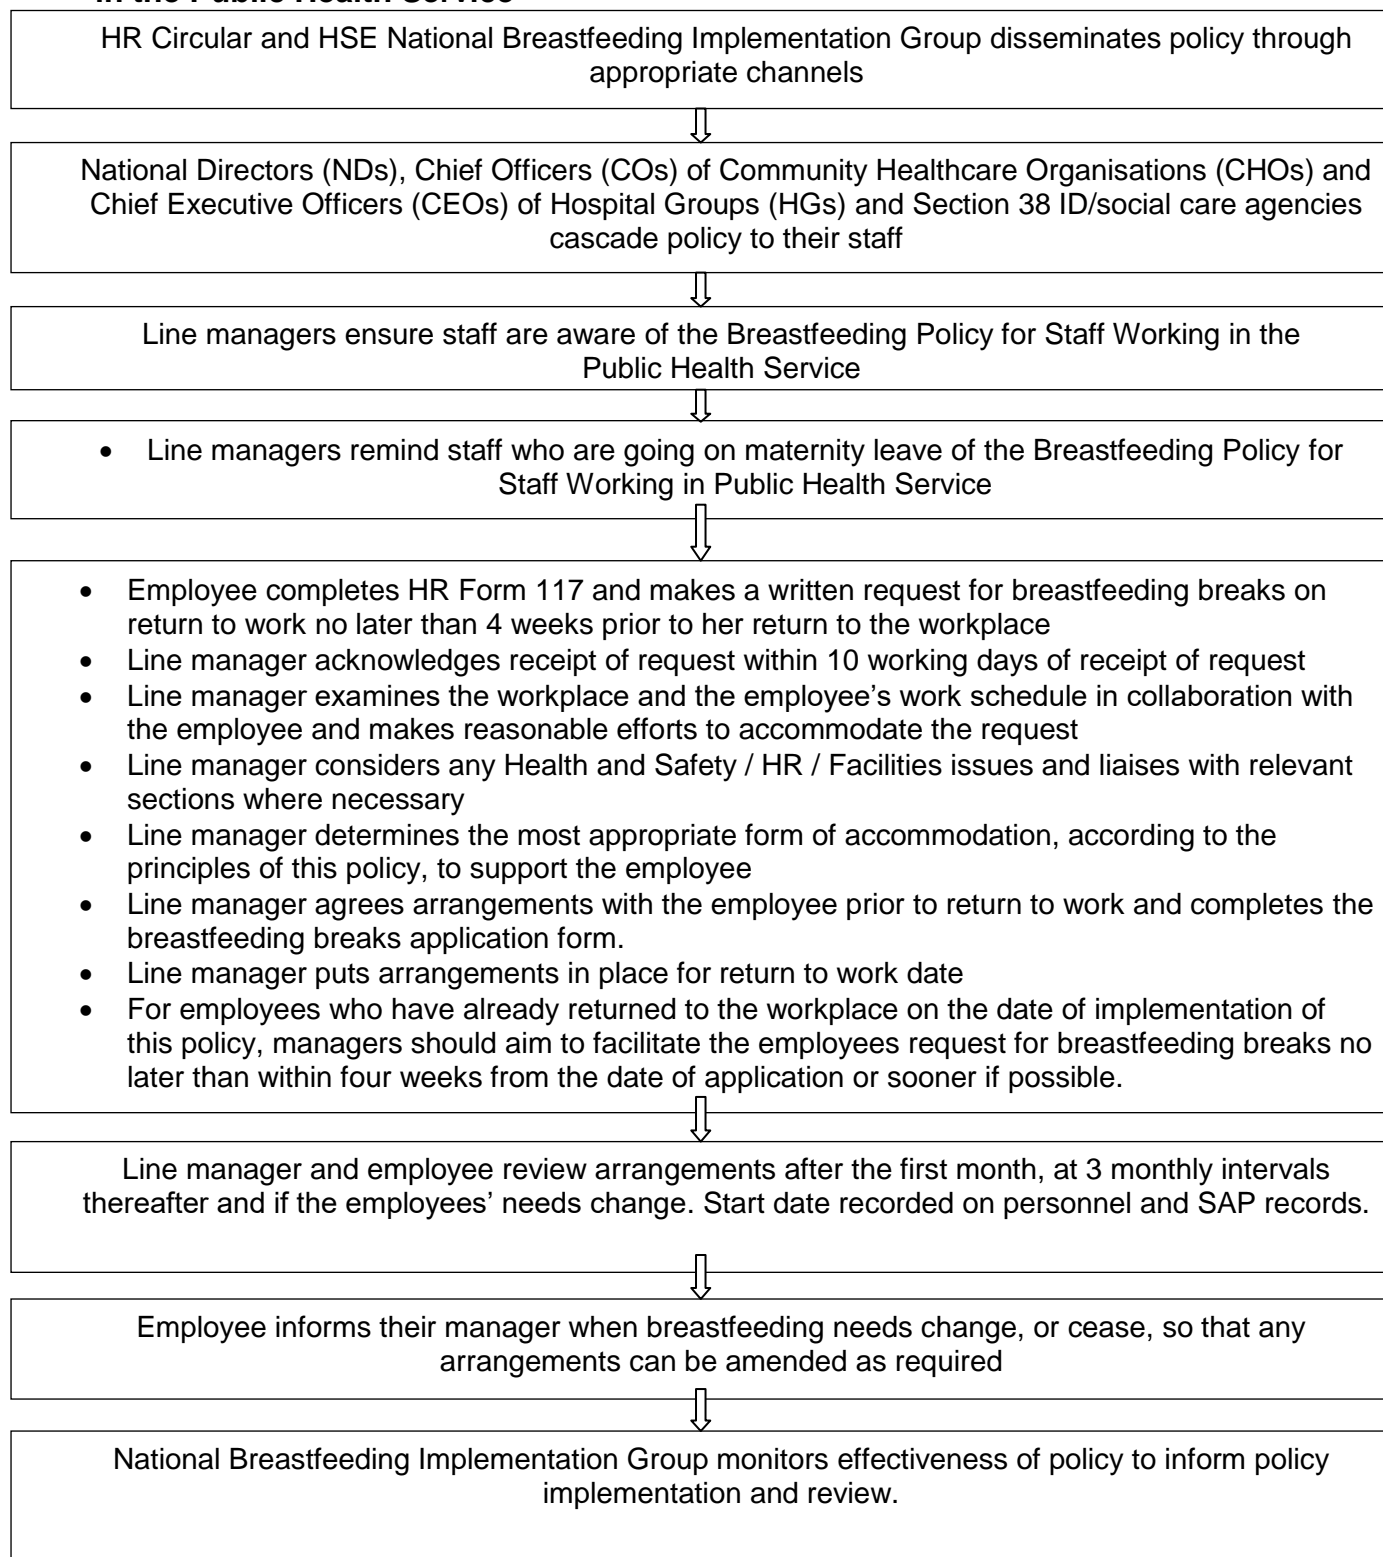 in the Public Health Service
HR Circular and HSE National Breastfeeding Implementation Group disseminates policy through
appropriate channels
National Directors (NDs), Chief Officers (COs) of Community Healthcare Organisations (CHOs) and
Chief Executive Officers (CEOs) of Hospital Groups (HGs) and Section 38 ID/social care agencies
cascade policy to their staff
Line managers ensure staff are aware of the Breastfeeding Policy for Staff Working in the
Public Health Service
• Line managers remind staff who are going on maternity leave of the Breastfeeding Policy for
Staff Working in Public Health Service
• Employee completes HR Form 117 and makes a written request for breastfeeding breaks on
return to work no later than 4 weeks prior to her return to the workplace
• Line manager acknowledges receipt of request within 10 working days of receipt of request
• Line manager examines the workplace and the employee's work schedule in collaboration with
the employee and makes reasonable efforts to accommodate the request
• Line manager considers any Health and Safety / HR / Facilities issues and liaises with relevant
sections where necessary
• Line manager determines the most appropriate form of accommodation, according to the
principles of this policy, to support the employee
• Line manager agrees arrangements with the employee prior to return to work and completes the
breastfeeding breaks application form.
• Line manager puts arrangements in place for return to work date
• For employees who have already returned to the workplace on the date of implementation of
this policy, managers should aim to facilitate the employees request for breastfeeding breaks no
later than within four weeks from the date of application or sooner if possible.
Line manager and employee review arrangements after the first month, at 3 monthly intervals
thereafter and if the employees' needs change. Start date recorded on personnel and SAP records.
Employee informs their manager when breastfeeding needs change, or cease, so that any
arrangements can be amended as required
National Breastfeeding Implementation Group monitors effectiveness of policy to inform policy
implementation and review.